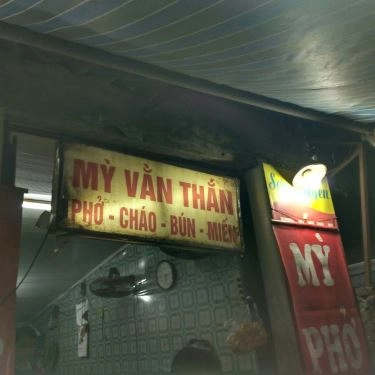 MỲ VẰN THẮN
PHỞ - CHÁO - BÚN - MIẾN
MỲ
PHỞ